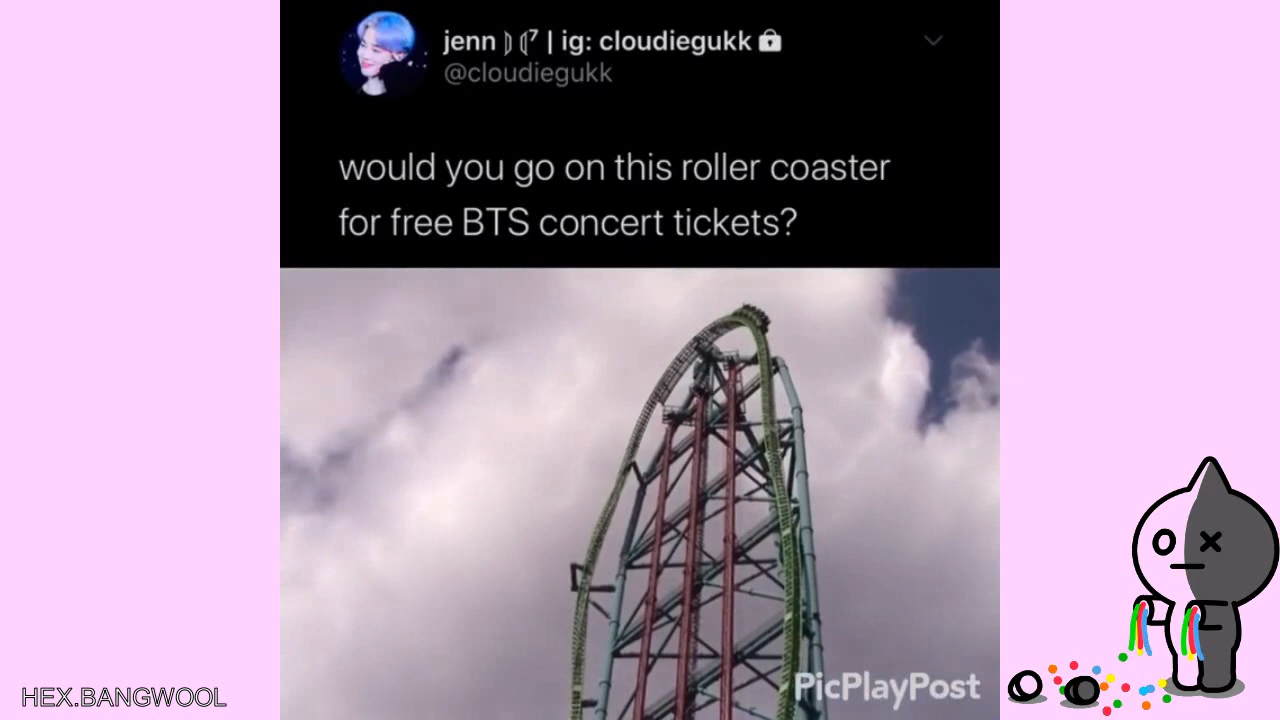 jenn ☽ ☾⁷ | ig: cloudiegukk 🔒
@cloudiegukk
would you go on this roller coaster
for free BTS concert tickets?
PicPlayPost
HEX.BANGWOOL